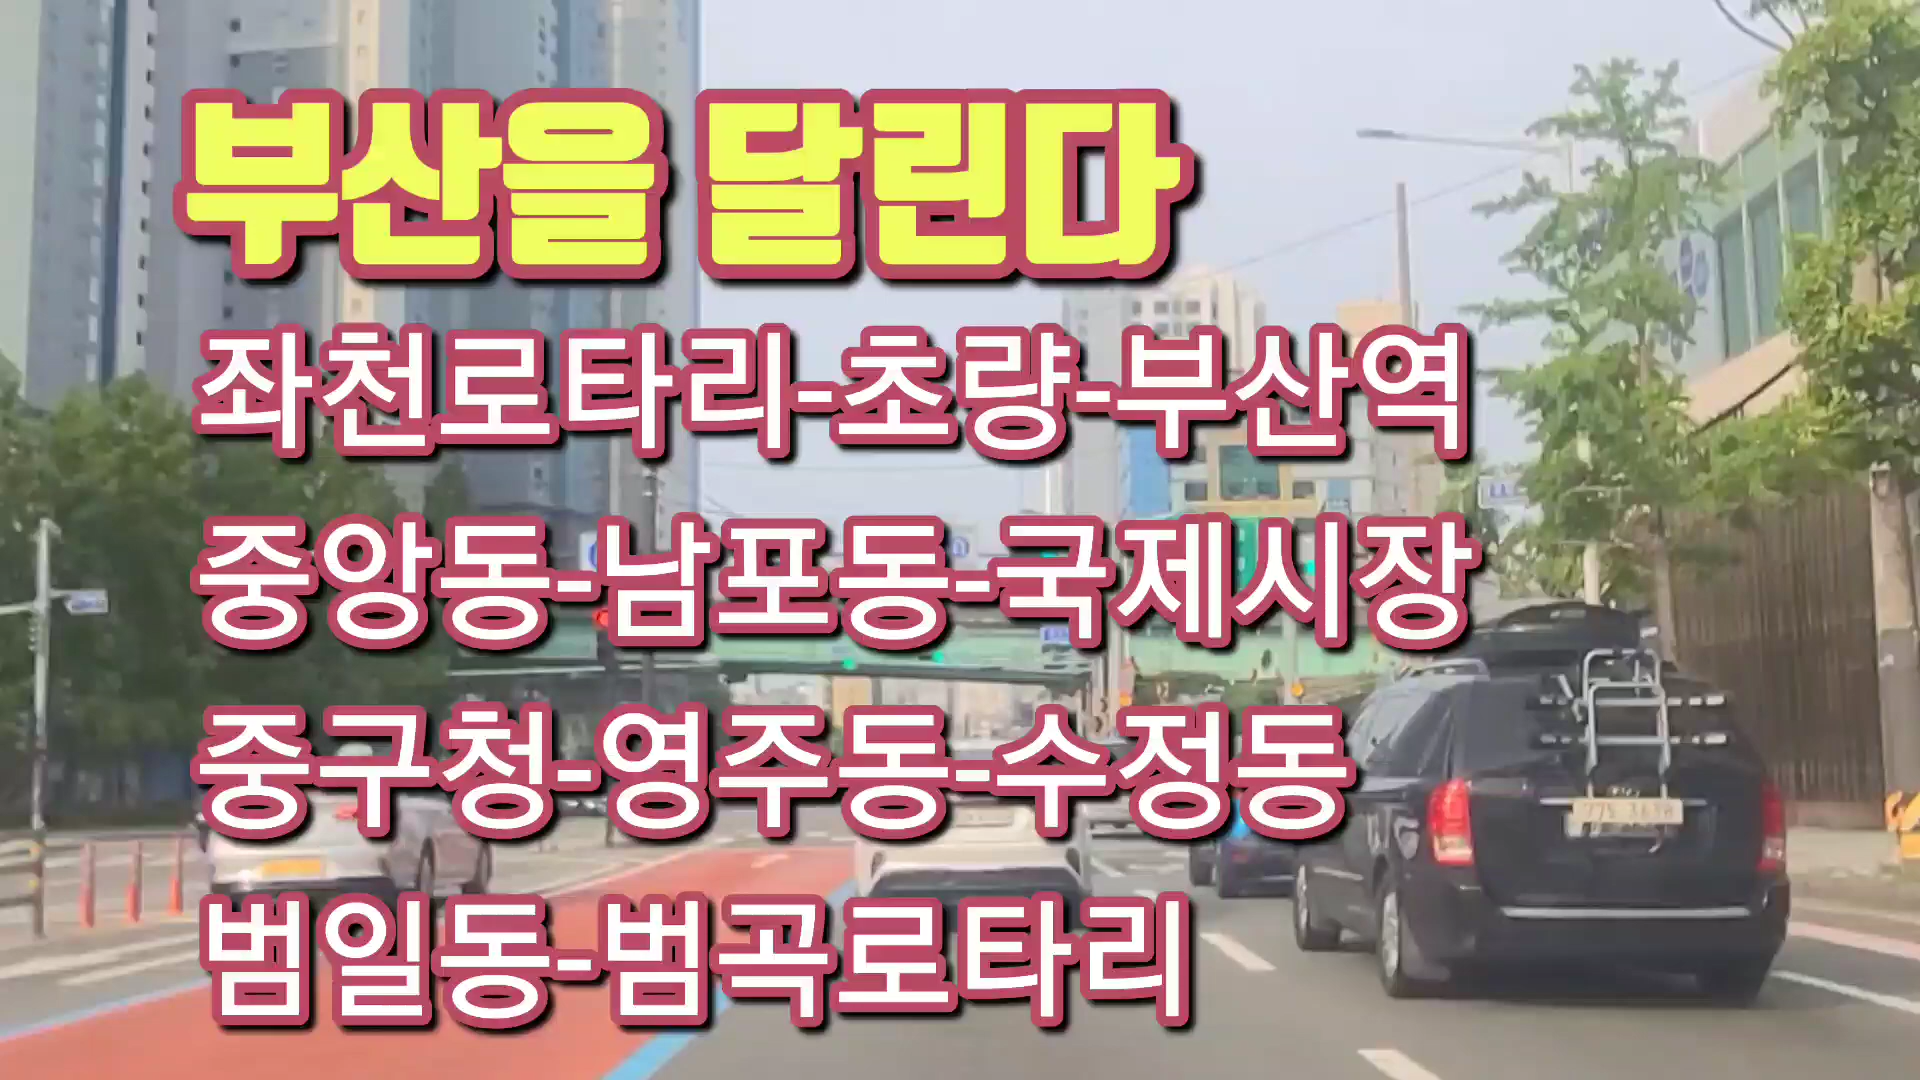 부산을 달린다
좌천로타리-초량-부산역
중앙동-남포동-국제시장
중구청-영주동-수정동
범일동-범곡로타리